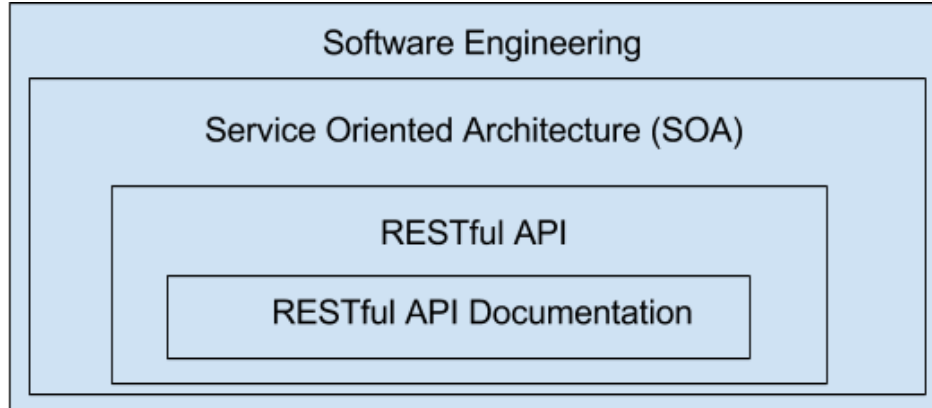 Software Engineering
Service Oriented Architecture (SOA)
RESTful API
RESTful API Documentation